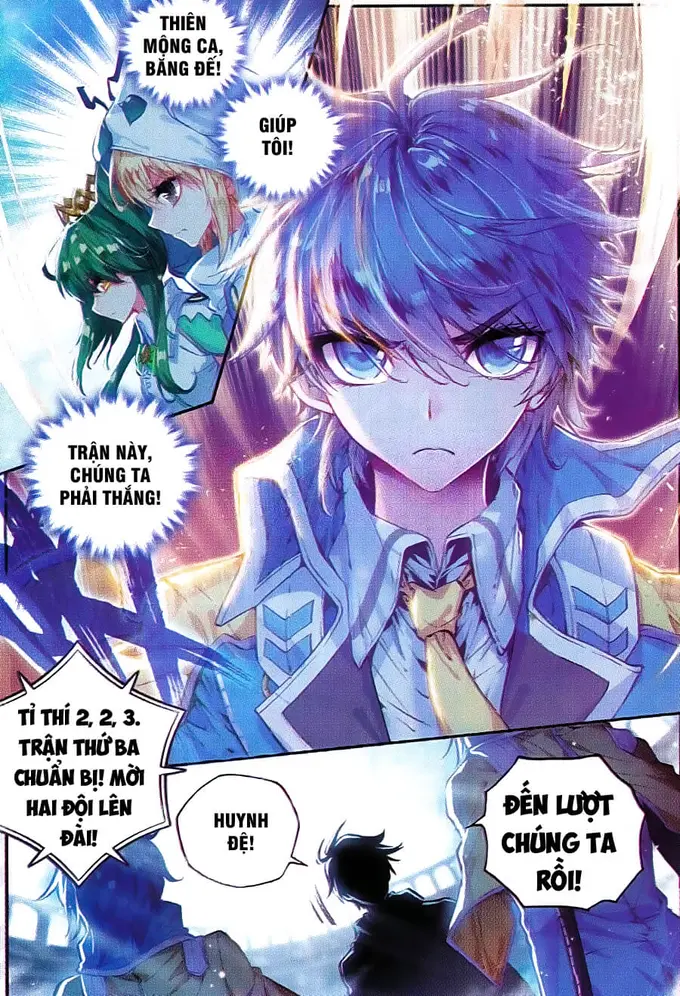 THIÊN
MỘNG CA,
BĂNG ĐẾ!
GIÚP
TÔI!
TRẬN NÀY,
CHÚNG TA
PHẢI THẮNG!
TỈ THÍ 2, 2, 3.
TRẬN THỨ BA
CHUẨN BỊ! MỜI
HAI ĐỘI LÊN
ĐÀI!
HUYNH
ĐỆ!
ĐẾN LƯỢT
CHÚNG TA
RỒI!